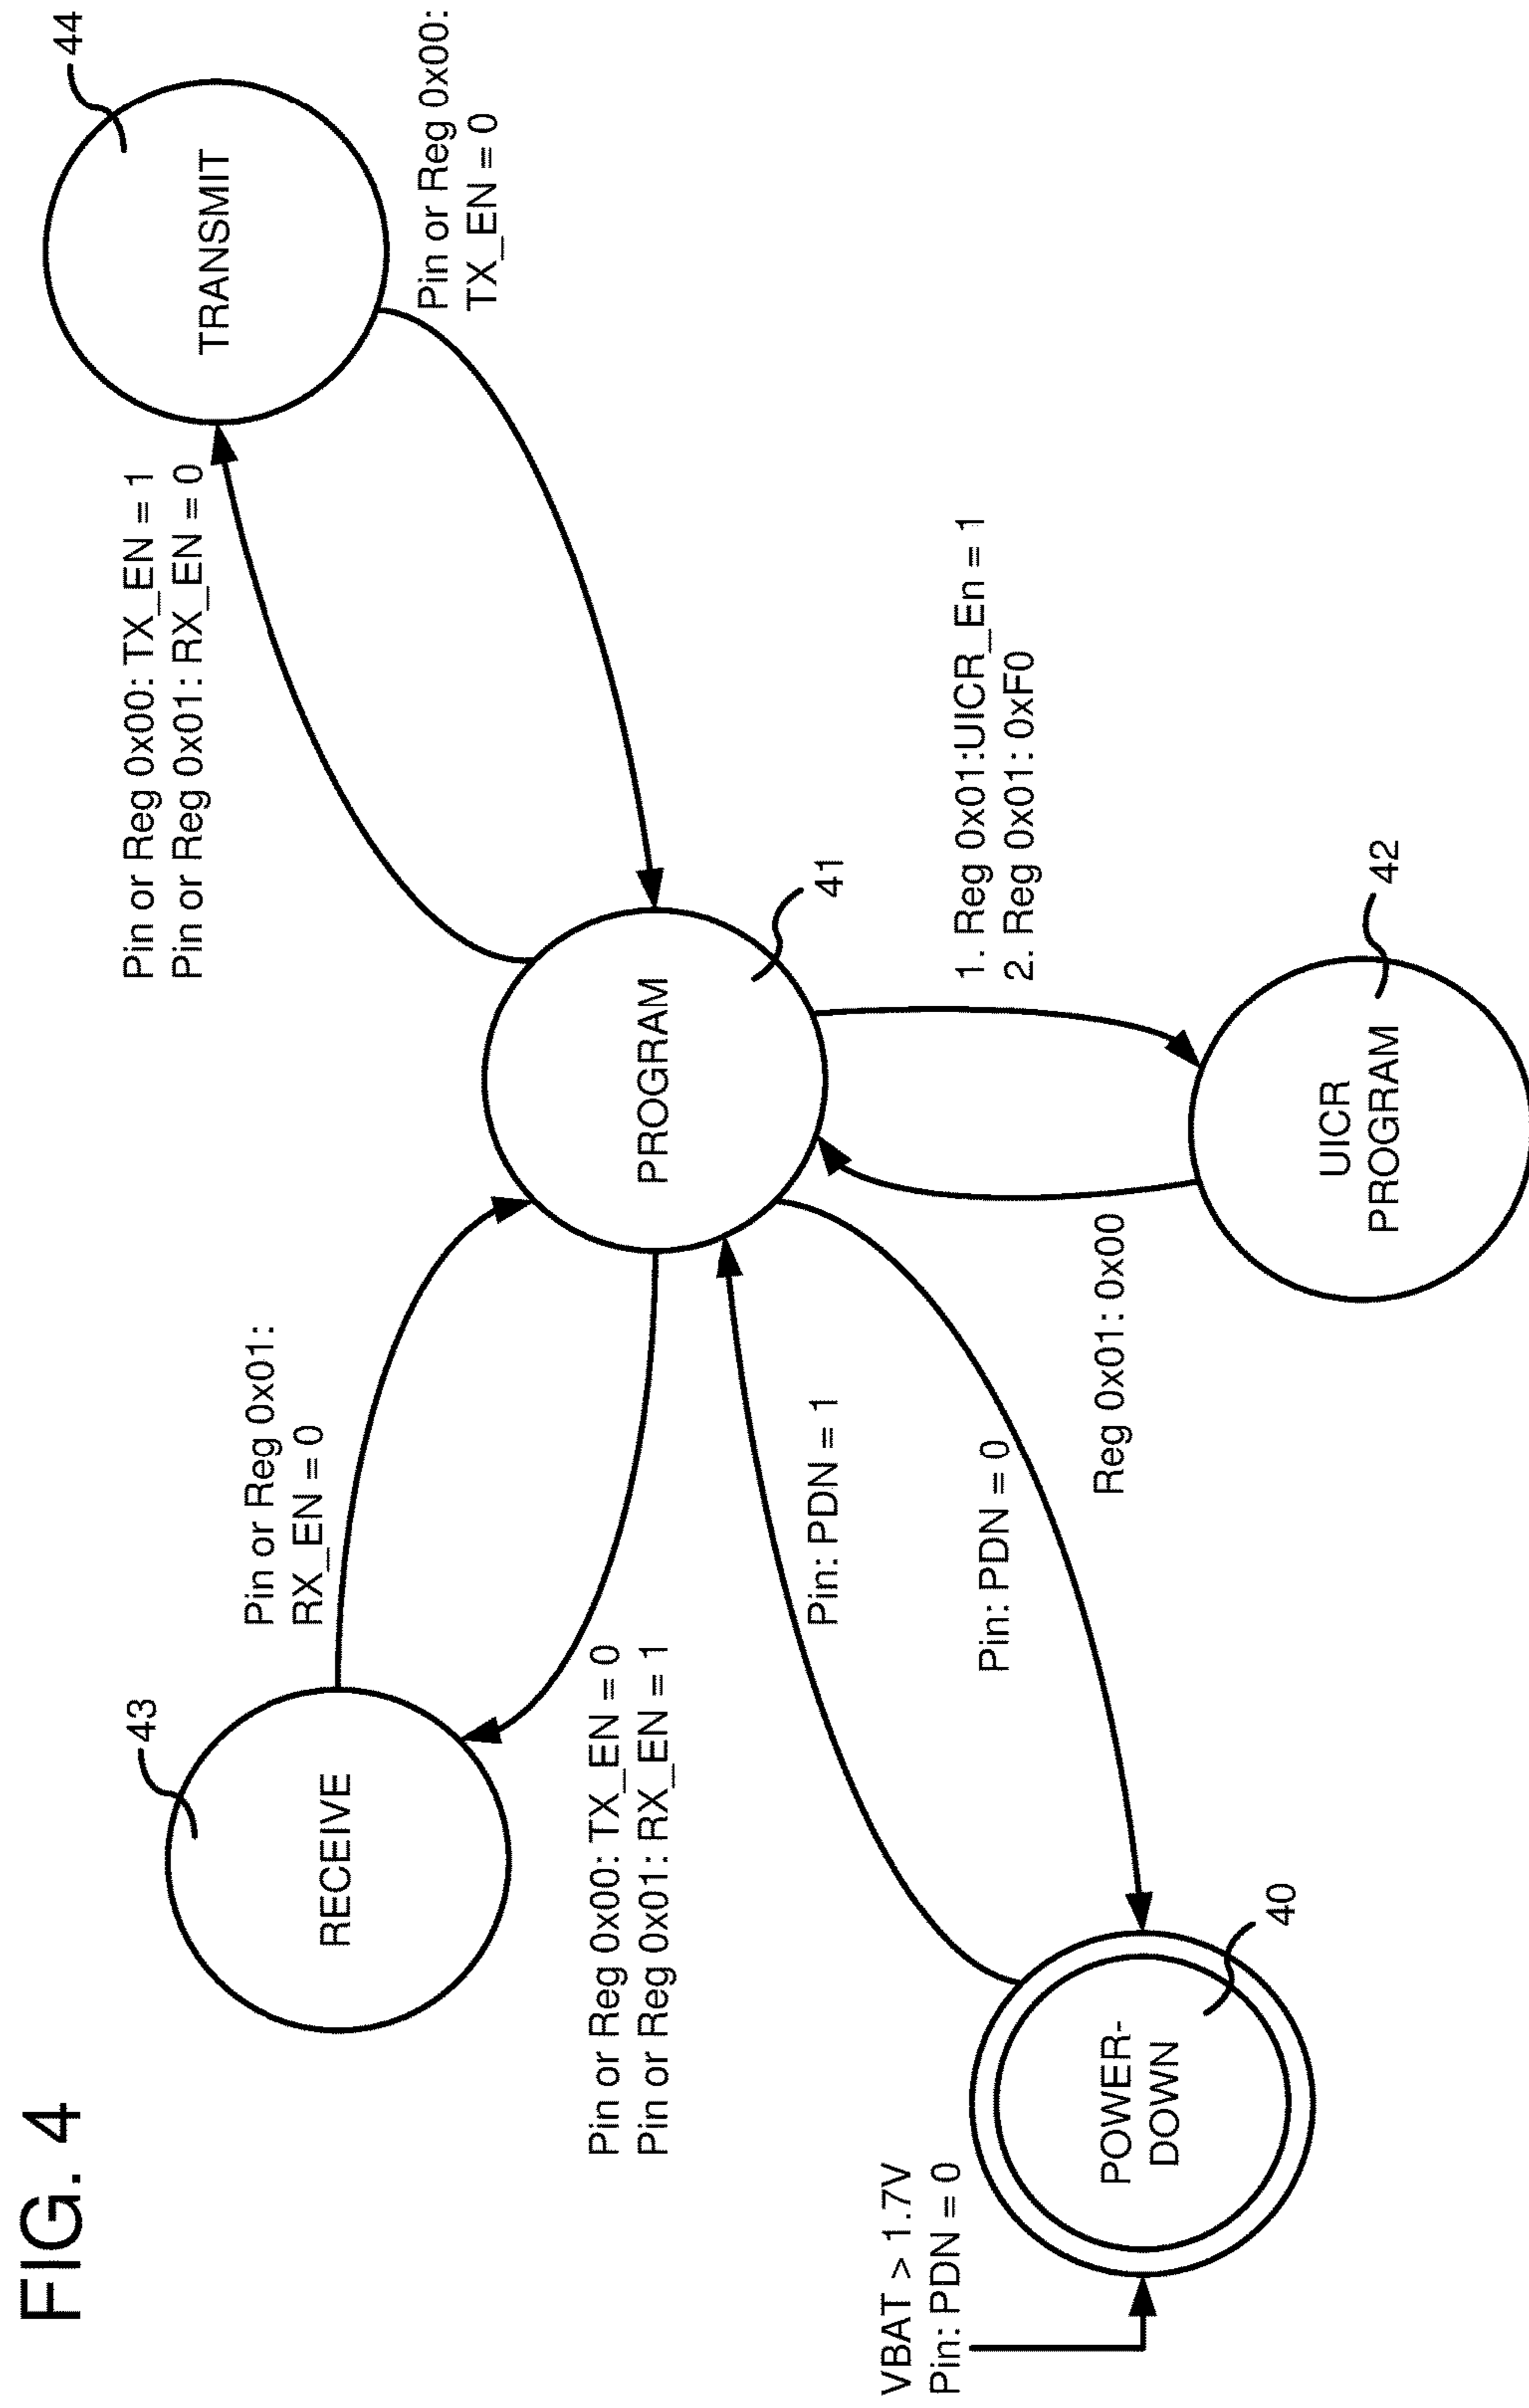 FIG. 4
43
RECEIVE
Pin or Reg 0x01:
RX_EN = 0
Pin or Reg 0x00: TX_EN = 1
Pin or Reg 0x01: RX_EN = 0
44
TRANSMIT
Pin or Reg 0x00:
TX_EN = 0
Pin or Reg 0x00: TX_EN = 0
Pin or Reg 0x01: RX_EN = 1
PROGRAM
41
Pin: PDN = 1
Pin: PDN = 0
VBAT > 1.7V
Pin: PDN = 0
POWER-
DOWN
40
Reg 0x01: 0x00
1. Reg 0x01:UICR_En = 1
2. Reg 0x01: 0xF0
UICR
PROGRAM
42